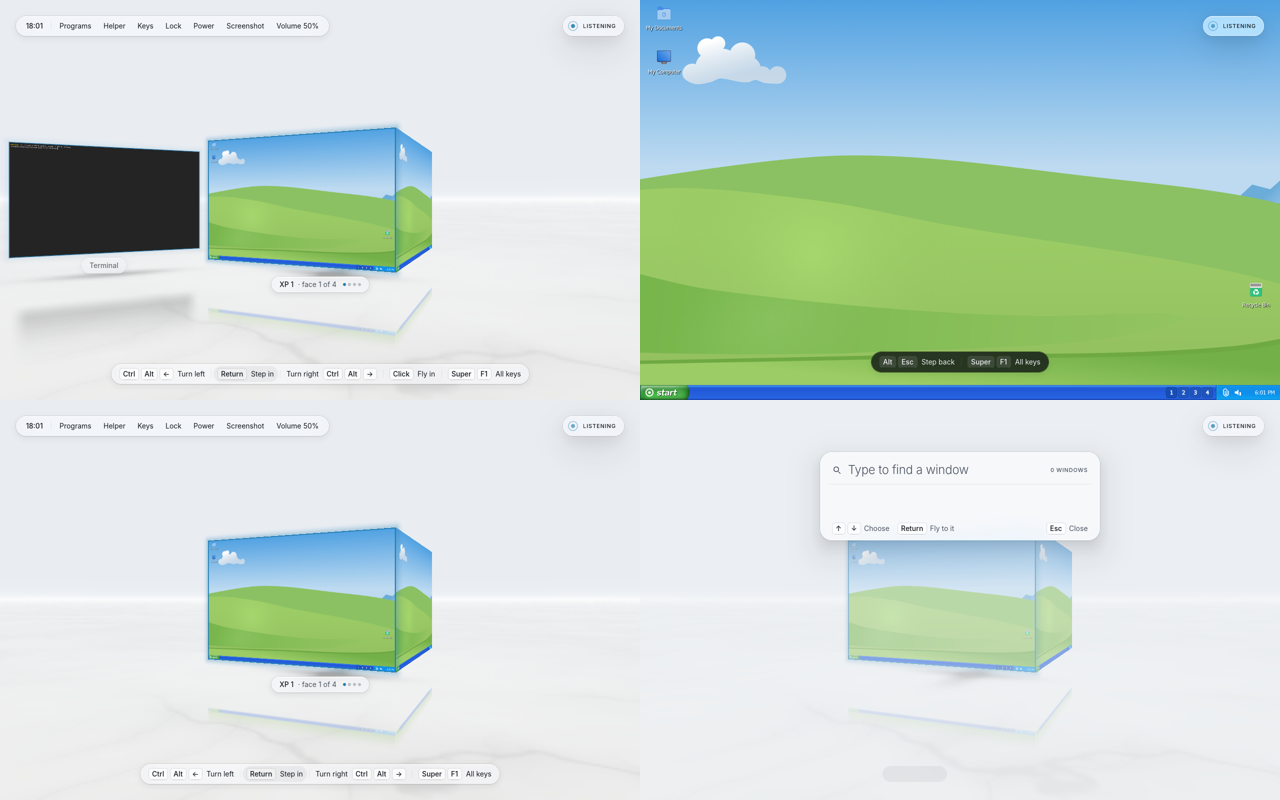 18:01 Programs Helper Keys Lock Power Screenshot Volume 50%
LISTENING
Terminal
XP 1 · face 1 of 4
Ctrl Alt ← Turn left Return Step in Turn right Ctrl Alt → Click Fly in Super F1 All keys
My Documents
My Computer
LISTENING
Recycle Bin
Alt Esc Step back Super F1 All keys
start 1 2 3 4 6:01 PM
18:01 Programs Helper Keys Lock Power Screenshot Volume 50%
LISTENING
XP 1 · face 1 of 4
Ctrl Alt ← Turn left Return Step in Turn right Ctrl Alt → Super F1 All keys
LISTENING
Type to find a window 0 WINDOWS
↑ ↓ Choose Return Fly to it Esc Close